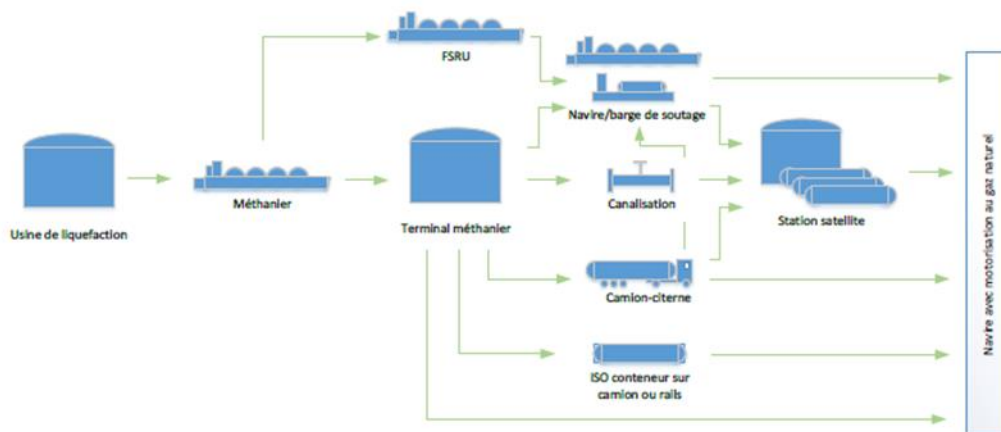 FSRU
Navire/barge de soutage
Usine de liquefaction
Méthanier
Terminal méthanier
Canalisation
Station satellite
Camion-citerne
ISO conteneur sur
camion ou rails
Navire avec motorisation au gaz naturel